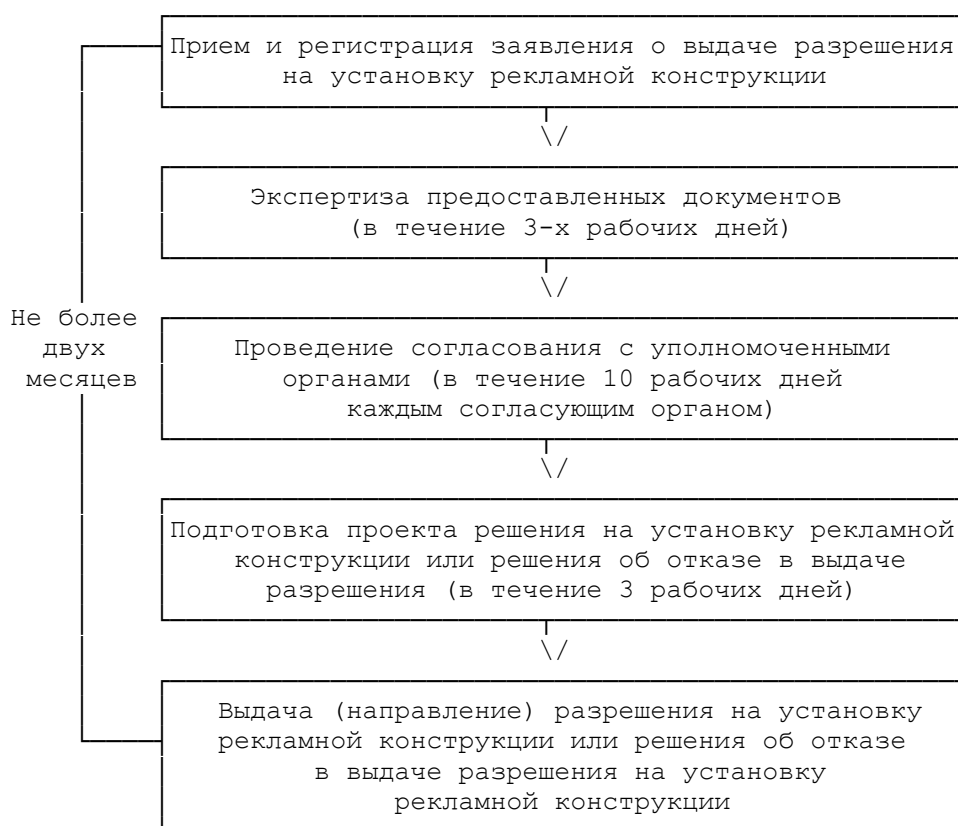 Прием и регистрация заявления о выдаче разрешения
на установку рекламной конструкции
\/
Экспертиза предоставленных документов
(в течение 3-х рабочих дней)
\/
Не более
двух
месяцев
Проведение согласования с уполномоченными
органами (в течение 10 рабочих дней
каждым согласующим органом)
\/
Подготовка проекта решения на установку рекламной
конструкции или решения об отказе в выдаче
разрешения (в течение 3 рабочих дней)
\/
Выдача (направление) разрешения на установку
рекламной конструкции или решения об отказе
в выдаче разрешения на установку
рекламной конструкции